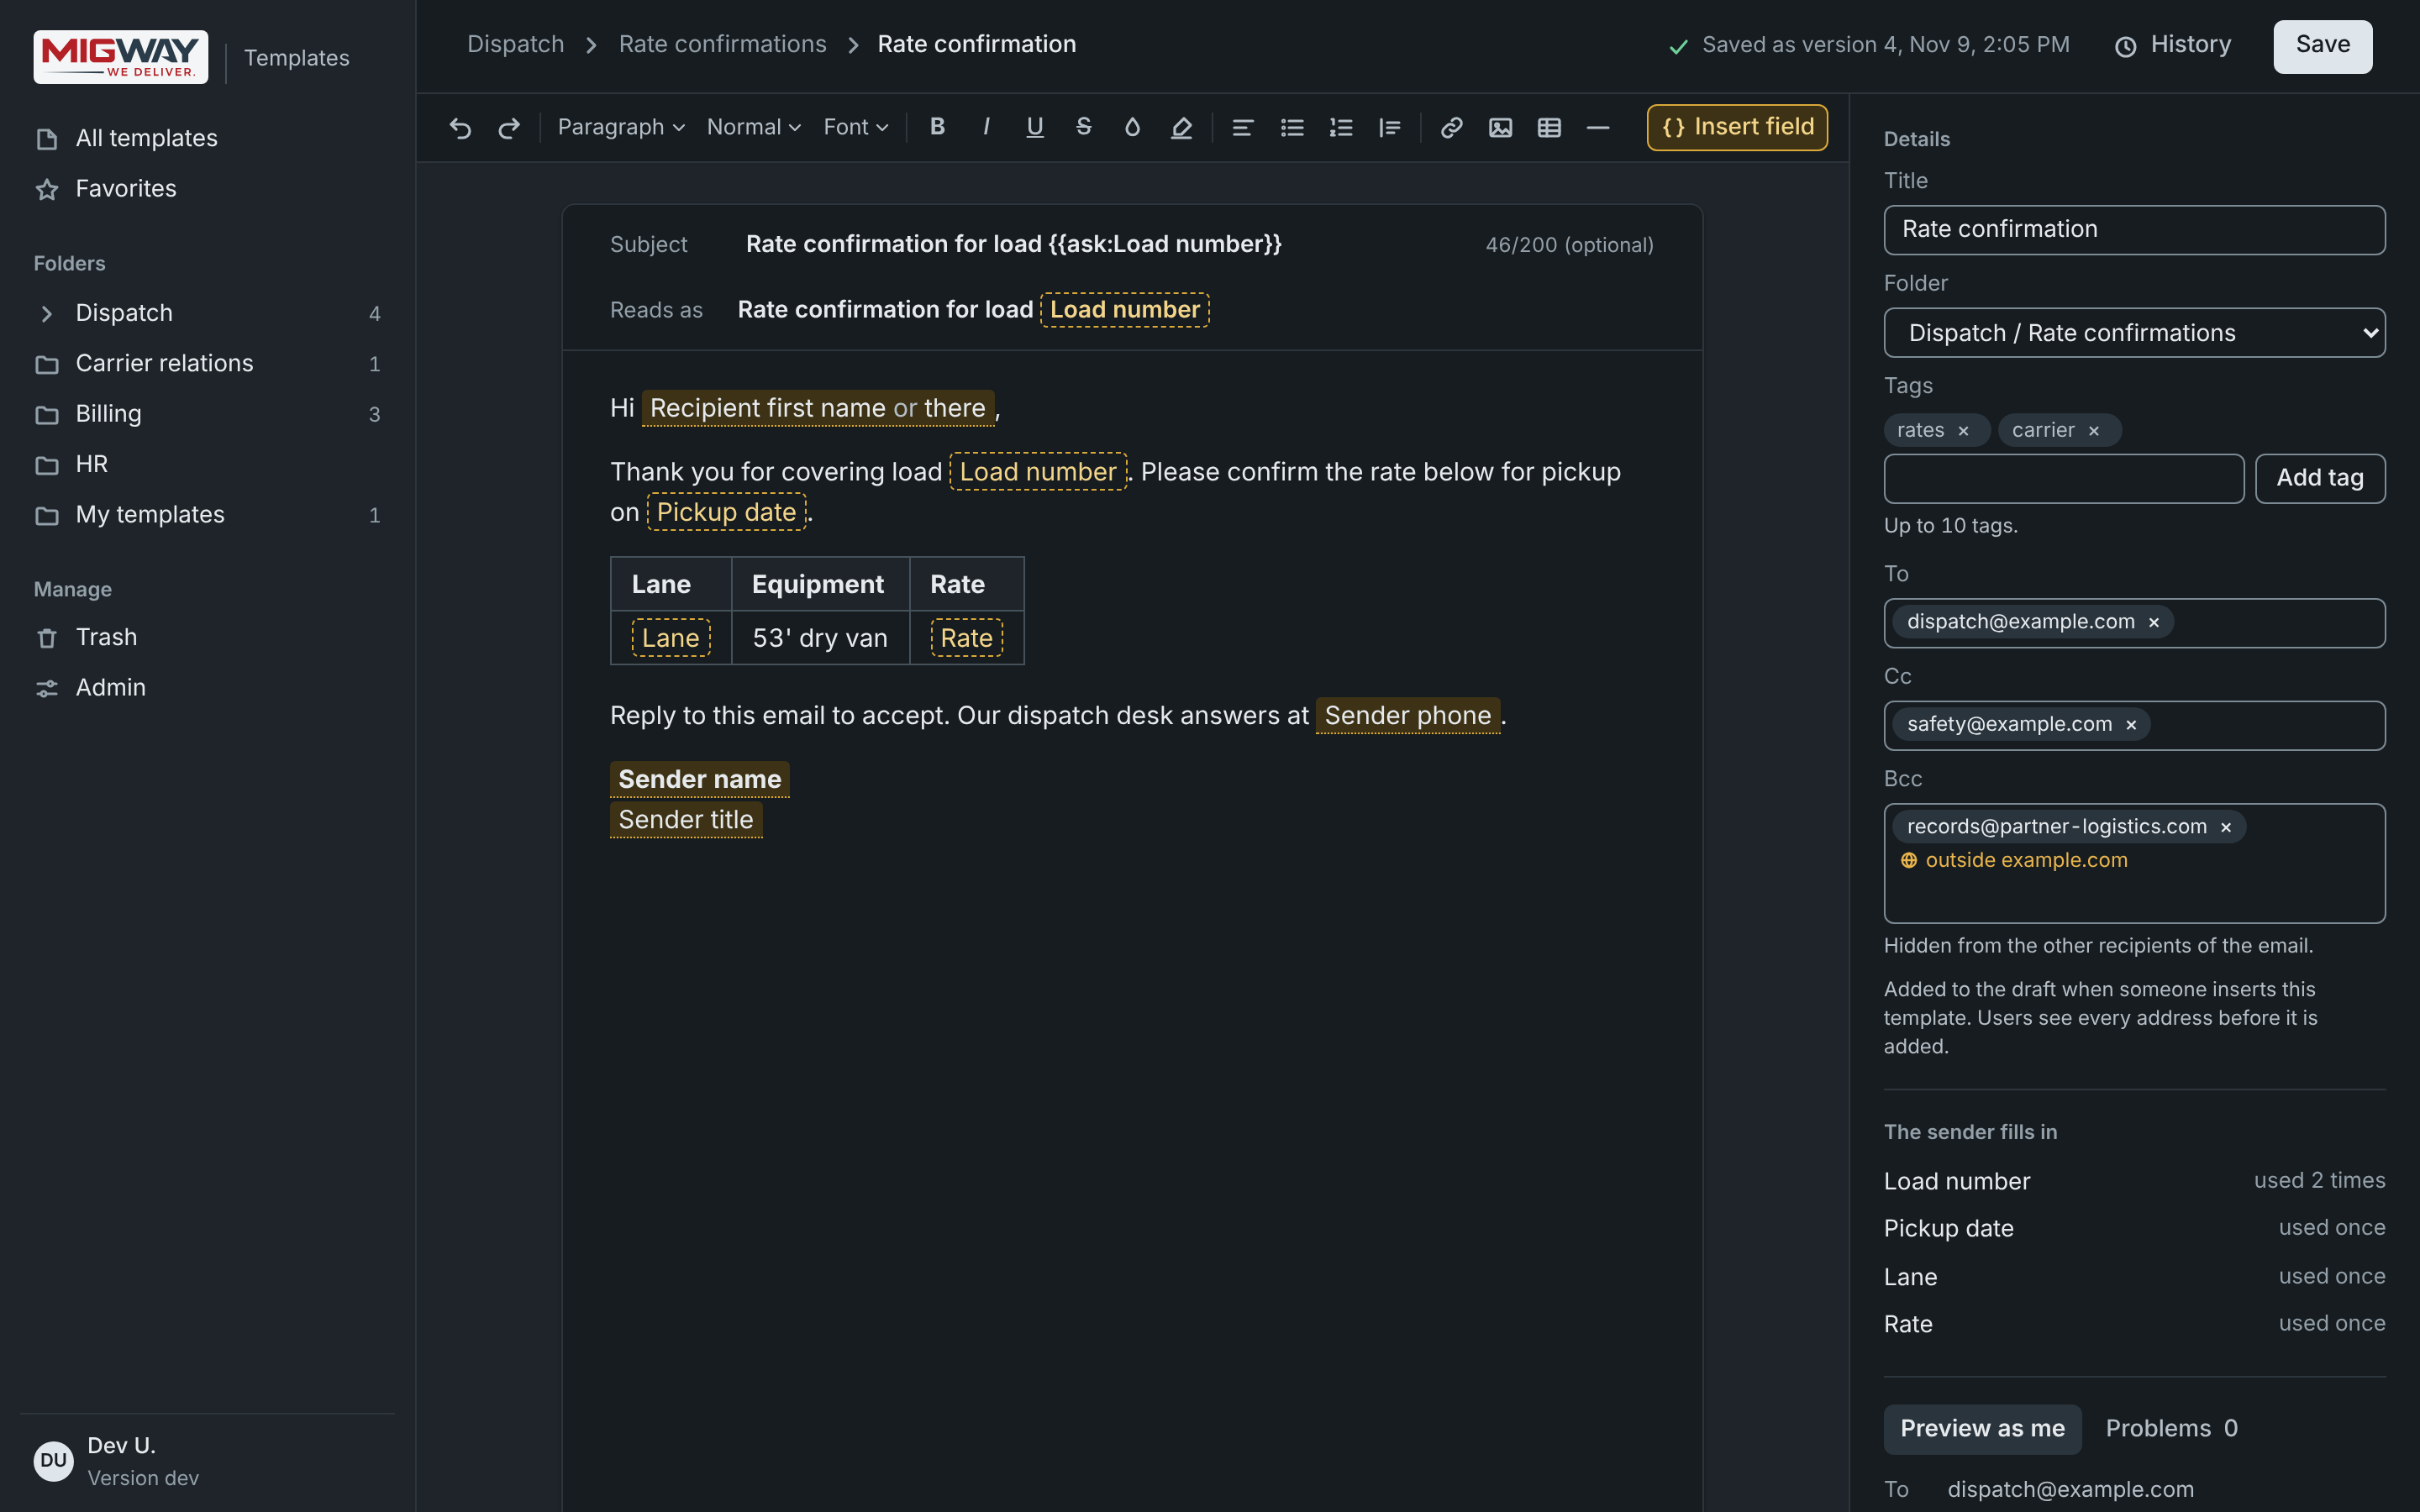 MIGWAY
WE DELIVER.
Templates
All templates
Favorites
Folders
Dispatch 4
Carrier relations 1
Billing 3
HR
My templates 1
Manage
Trash
Admin
DU
Dev U.
Version dev
Dispatch > Rate confirmations > Rate confirmation
Saved as version 4, Nov 9, 2:05 PM
History
Save
Paragraph Normal Font B I U S {} Insert field
Subject Rate confirmation for load {{ask:Load number}} 46/200 (optional)
Reads as Rate confirmation for load Load number
Hi Recipient first name or there ,
Thank you for covering load Load number . Please confirm the rate below for pickup
on Pickup date .
Lane Equipment Rate
Lane 53' dry van Rate
Reply to this email to accept. Our dispatch desk answers at Sender phone .
Sender name
Sender title
Details
Title
Rate confirmation
Folder
Dispatch / Rate confirmations
Tags
rates × carrier ×
Add tag
Up to 10 tags.
To
dispatch@example.com ×
Cc
safety@example.com ×
Bcc
records@partner-logistics.com ×
outside example.com
Hidden from the other recipients of the email.
Added to the draft when someone inserts this
template. Users see every address before it is
added.
The sender fills in
Load number used 2 times
Pickup date used once
Lane used once
Rate used once
Preview as me Problems 0
To dispatch@example.com